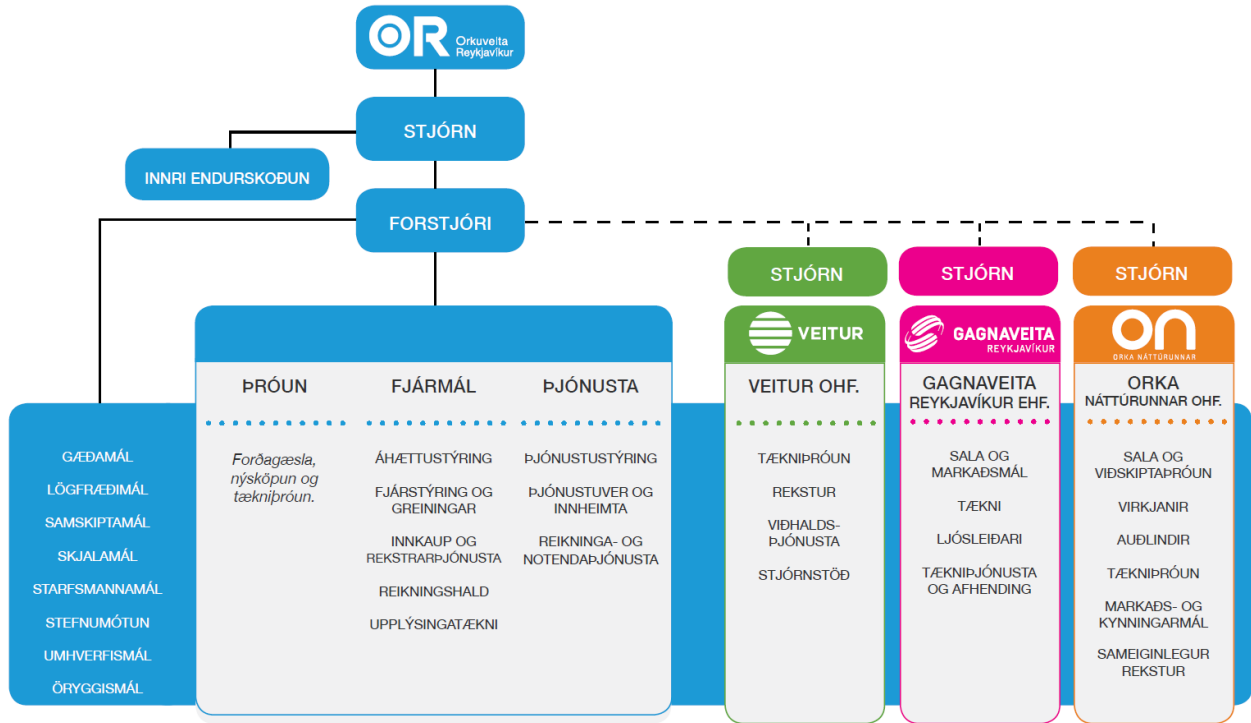 OR Orkuveita
Reykjavíkur
STJÓRN
INNRI ENDURSKOÐUN
FORSTJÓRI
GÆÐAMÁL
LÖGFRÆÐIMÁL
SAMSKIPTAMÁL
SKJALAMÁL
STARFSMANNAMÁL
STEFNUMÓTUN
UMHVERFISMÁL
ÖRYGGISMÁL
ÞRÓUN
Forðagæsla,
nýsköpun og
tækniþróun.
FJÁRMÁL
ÁHÆTTUSTÝRING
FJÁRSTÝRING OG
GREININGAR
INNKAUP OG
REKSTRARÞJÓNUSTA
REIKNINGSHALD
UPPLÝSINGATÆKNI
ÞJÓNUSTA
ÞJÓNUSTUSTÝRING
ÞJÓNUSTUVER OG
INNHEIMTA
REIKNINGA- OG
NOTENDAÞJÓNUSTA
STJÓRN
VEITUR
VEITUR OHF.
TÆKNIÞRÓUN
REKSTUR
VIÐHALDS-
ÞJÓNUSTA
STJÓRNSTÖÐ
STJÓRN
GAGNAVEITA
REYKJAVÍKUR
GAGNAVEITA
REYKJAVÍKUR EHF.
SALA OG
MARKAÐSMÁL
TÆKNI
LJÓSLEIÐARI
TÆKNIÞJÓNUSTA
OG AFHENDING
STJÓRN
on
ORKA NÁTTÚRUNNAR
ORKA
NÁTTÚRUNNAR OHF.
SALA OG
VIÐSKIPTAÞRÓUN
VIRKJANIR
AUÐLINDIR
TÆKNIÞRÓUN
MARKAÐS- OG
KYNNINGARMÁL
SAMEIGINLEGUR
REKSTUR